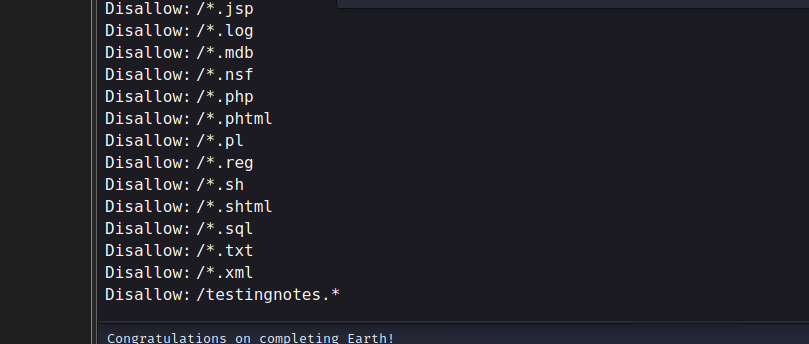 Disallow: /*.jsp
Disallow: /*.log
Disallow: /*.mdb
Disallow: /*.nsf
Disallow: /*.php
Disallow: /*.phtml
Disallow: /*.pl
Disallow: /*.reg
Disallow: /*.sh
Disallow: /*.shtml
Disallow: /*.sql
Disallow: /*.txt
Disallow: /*.xml
Disallow: /testingnotes.*
Congratulations on completing Earth!